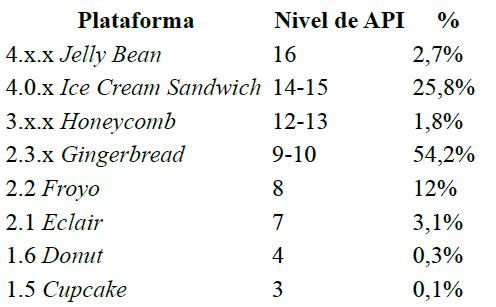 Plataforma Nivel de API %
4.x.x Jelly Bean 16 2,7%
4.0.x Ice Cream Sandwich 14-15 25,8%
3.x.x Honeycomb 12-13 1,8%
2.3.x Gingerbread 9-10 54,2%
2.2 Froyo 8 12%
2.1 Eclair 7 3,1%
1.6 Donut 4 0,3%
1.5 Cupcake 3 0,1%